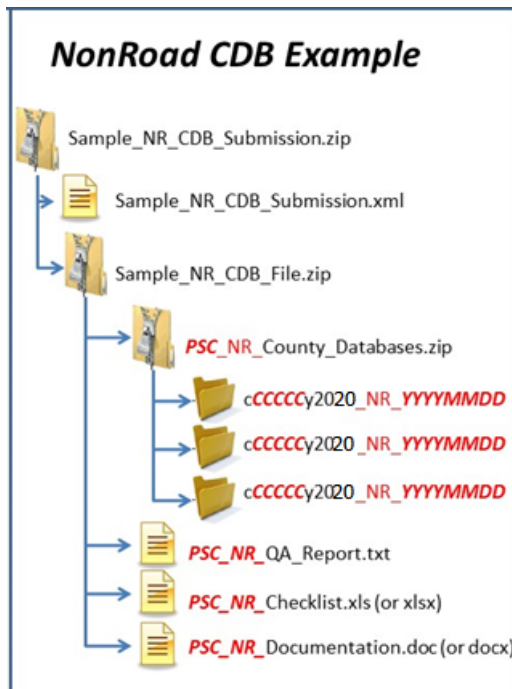 NonRoad CDB Example
Sample_NR_CDB_Submission.zip
Sample_NR_CDB_Submission.xml
Sample_NR_CDB_File.zip
PSC_NR_County_Databases.zip
cCCCCCy2020_NR_YYYYMMDD
cCCCCCy2020_NR_YYYYMMDD
cCCCCCy2020_NR_YYYYMMDD
PSC_NR_QA_Report.txt
PSC_NR_Checklist.xls (or xlsx)
PSC_NR_Documentation.doc (or docx)